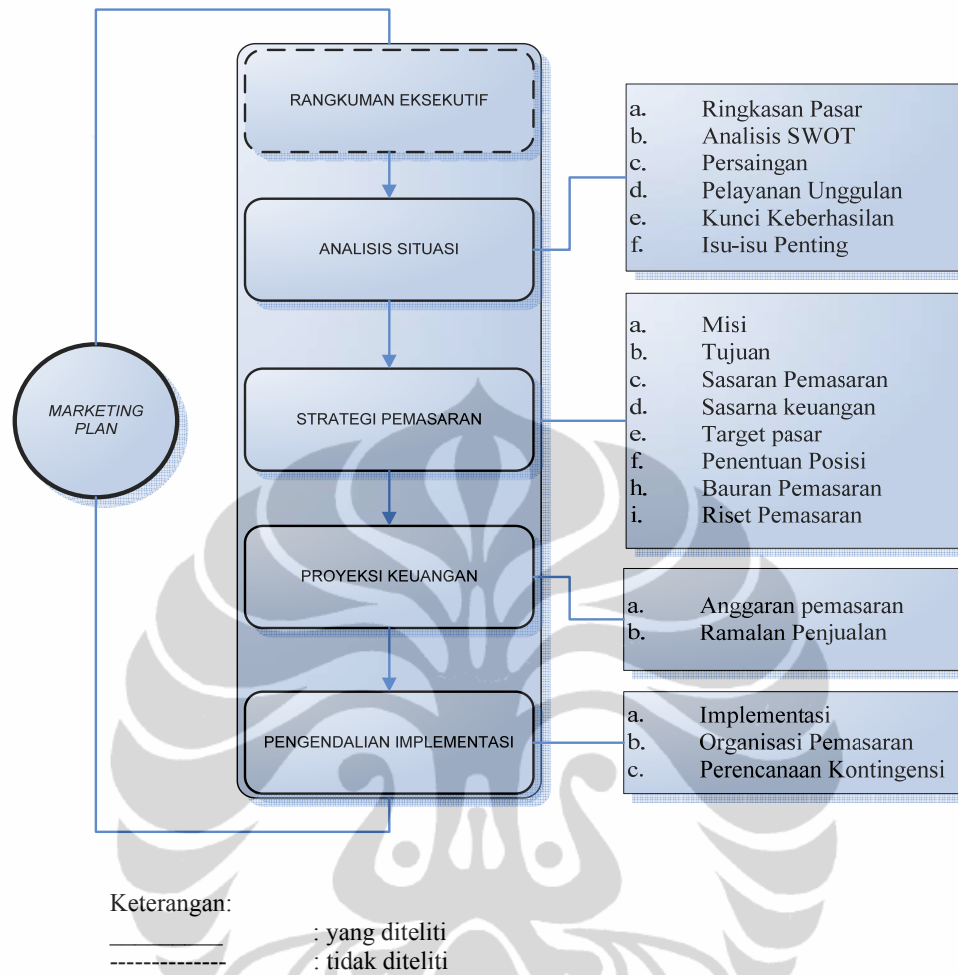 RANGKUMAN EKSEKUTIF
ANALISIS SITUASI
a. Ringkasan Pasar
b. Analisis SWOT
c. Persaingan
d. Pelayanan Unggulan
e. Kunci Keberhasilan
f. Isu-isu Penting
MARKETING
PLAN
STRATEGI PEMASARAN
a. Misi
b. Tujuan
c. Sasaran Pemasaran
d. Sasarna keuangan
e. Target pasar
f. Penentuan Posisi
h. Bauran Pemasaran
i. Riset Pemasaran
PROYEKSI KEUANGAN
a. Anggaran pemasaran
b. Ramalan Penjualan
PENGENDALIAN IMPLEMENTASI
a. Implementasi
b. Organisasi Pemasaran
c. Perencanaan Kontingensi
Keterangan:
: yang diteliti
: tidak diteliti